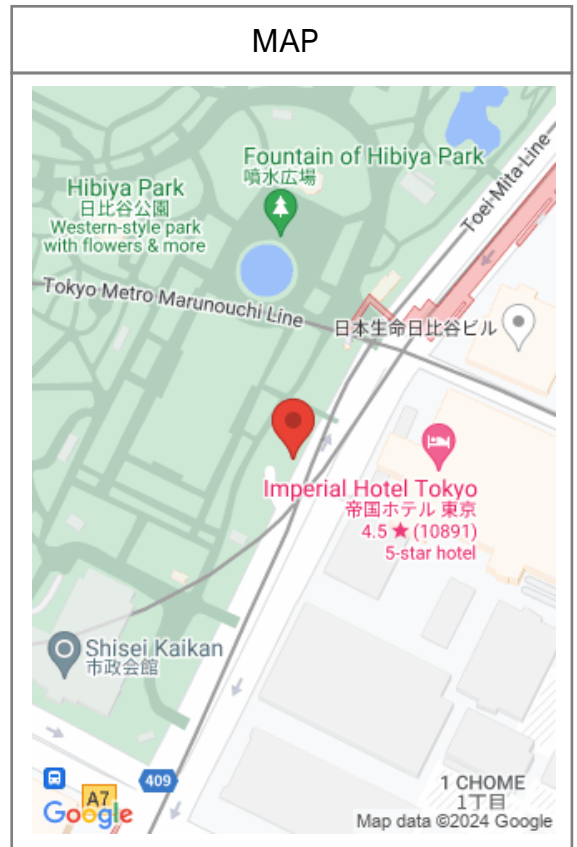 MAP
Fountain of Hibiya Park
噴水広場
Toei-Mita-Line
Hibiya Park
日比谷公園
Western-style park
with flowers & more
Tokyo Metro Marunouchi Line
日本生命日比谷ビル
Imperial Hotel Tokyo
帝国ホテル 東京
4.5 ★ (10891)
5-star hotel
Shisei Kaikan
市政会館
409
A7
1 CHOME
1丁目
Google
Map data ©2024 Google